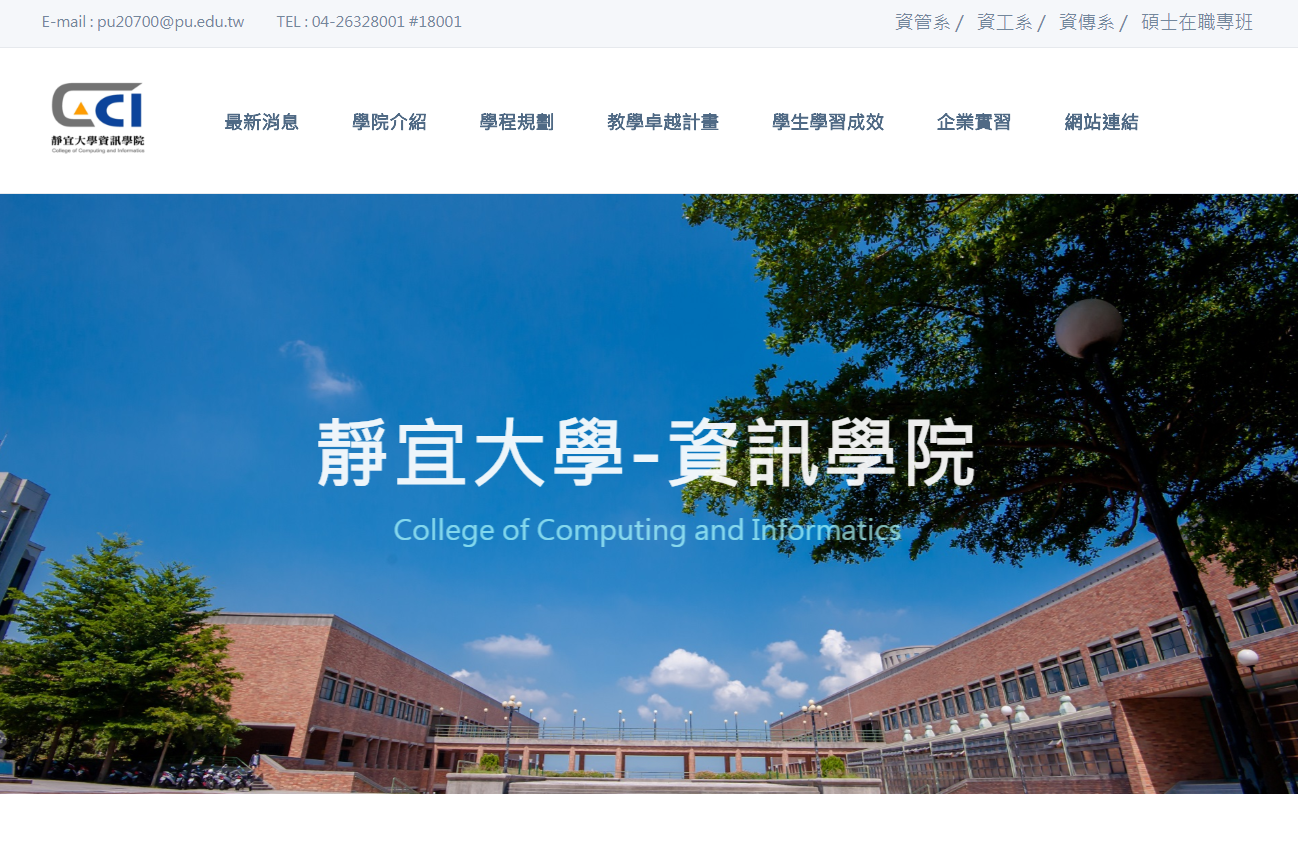 E-mail : pu20700@pu.edu.tw TEL : 04-26328001 #18001 資管系 / 資工系 / 資傳系 / 碩士在職專班
CCI
靜宜大學資訊學院
College of Computing and Informatics
最新消息 學院介紹 學程規劃 教學卓越計畫 學生學習成效 企業實習 網站連結
靜宜大學-資訊學院
College of Computing and Informatics